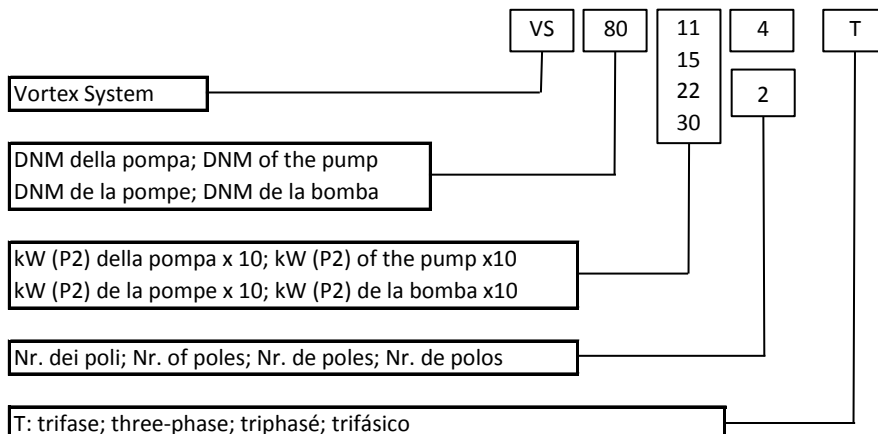 VS 80 11 4 T
15
22 2
30
Vortex System
DNM della pompa; DNM of the pump
DNM de la pompe; DNM de la bomba
kW (P2) della pompa x 10; kW (P2) of the pump x10
kW (P2) de la pompe x 10; kW (P2) de la bomba x10
Nr. dei poli; Nr. of poles; Nr. de poles; Nr. de polos
T: trifase; three-phase; triphasé; trifásico